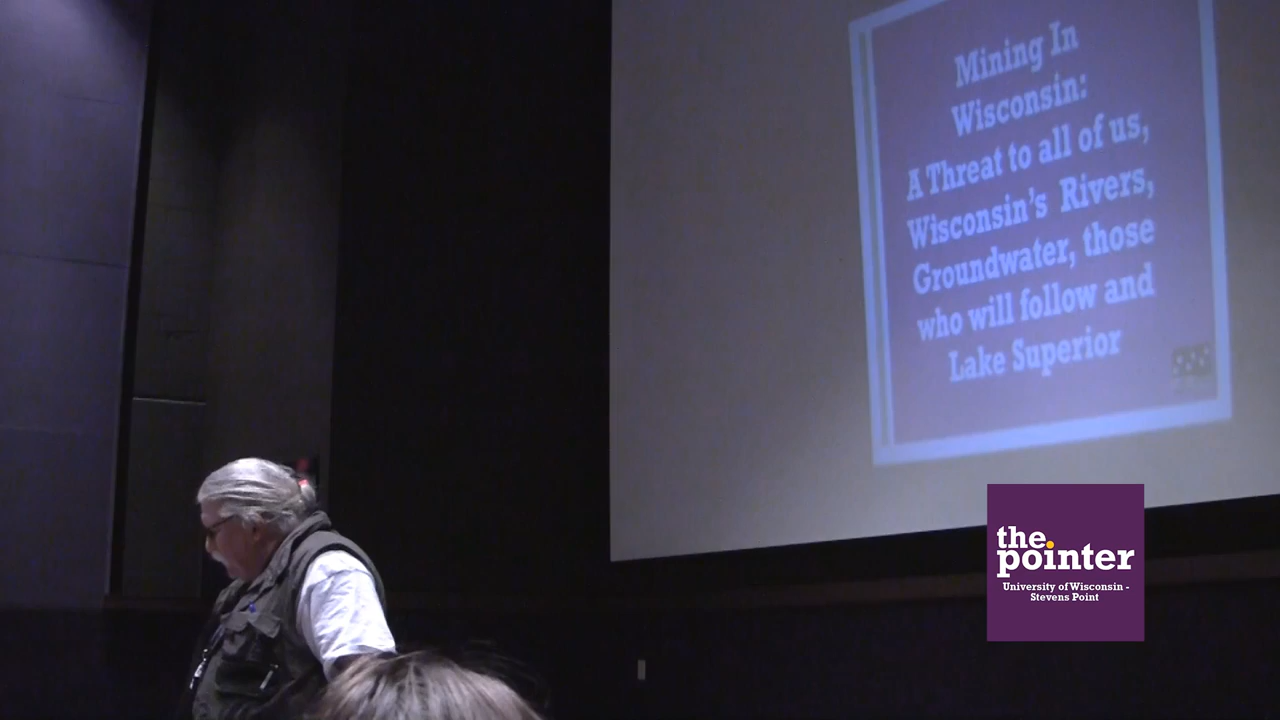 Mining In
Wisconsin:
A Threat to all of us,
Wisconsin's Rivers,
Groundwater, those
who will follow and
Lake Superior
the
pointer
University of Wisconsin -
Stevens Point